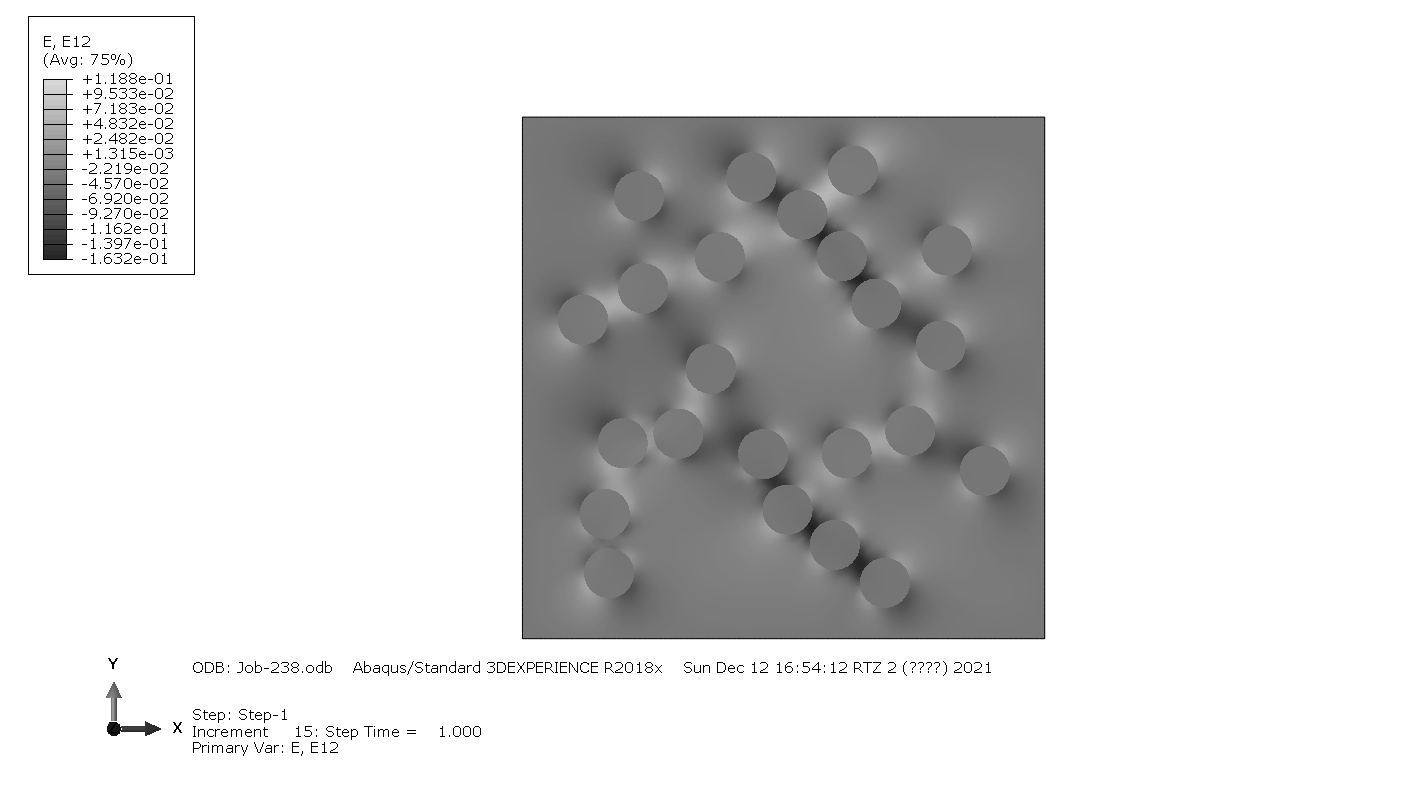 E, E12
(Avg: 75%)
+1.188e-01
+9.533e-02
+7.183e-02
+4.832e-02
+2.482e-02
+1.315e-03
-2.219e-02
-4.570e-02
-6.920e-02
-9.270e-02
-1.162e-01
-1.397e-01
-1.632e-01
Y
X
ODB: Job-238.odb Abaqus/Standard 3DEXPERIENCE R2018x Sun Dec 12 16:54:12 RTZ 2 (????) 2021
Step: Step-1
Increment 15: Step Time = 1.000
Primary Var: E, E12